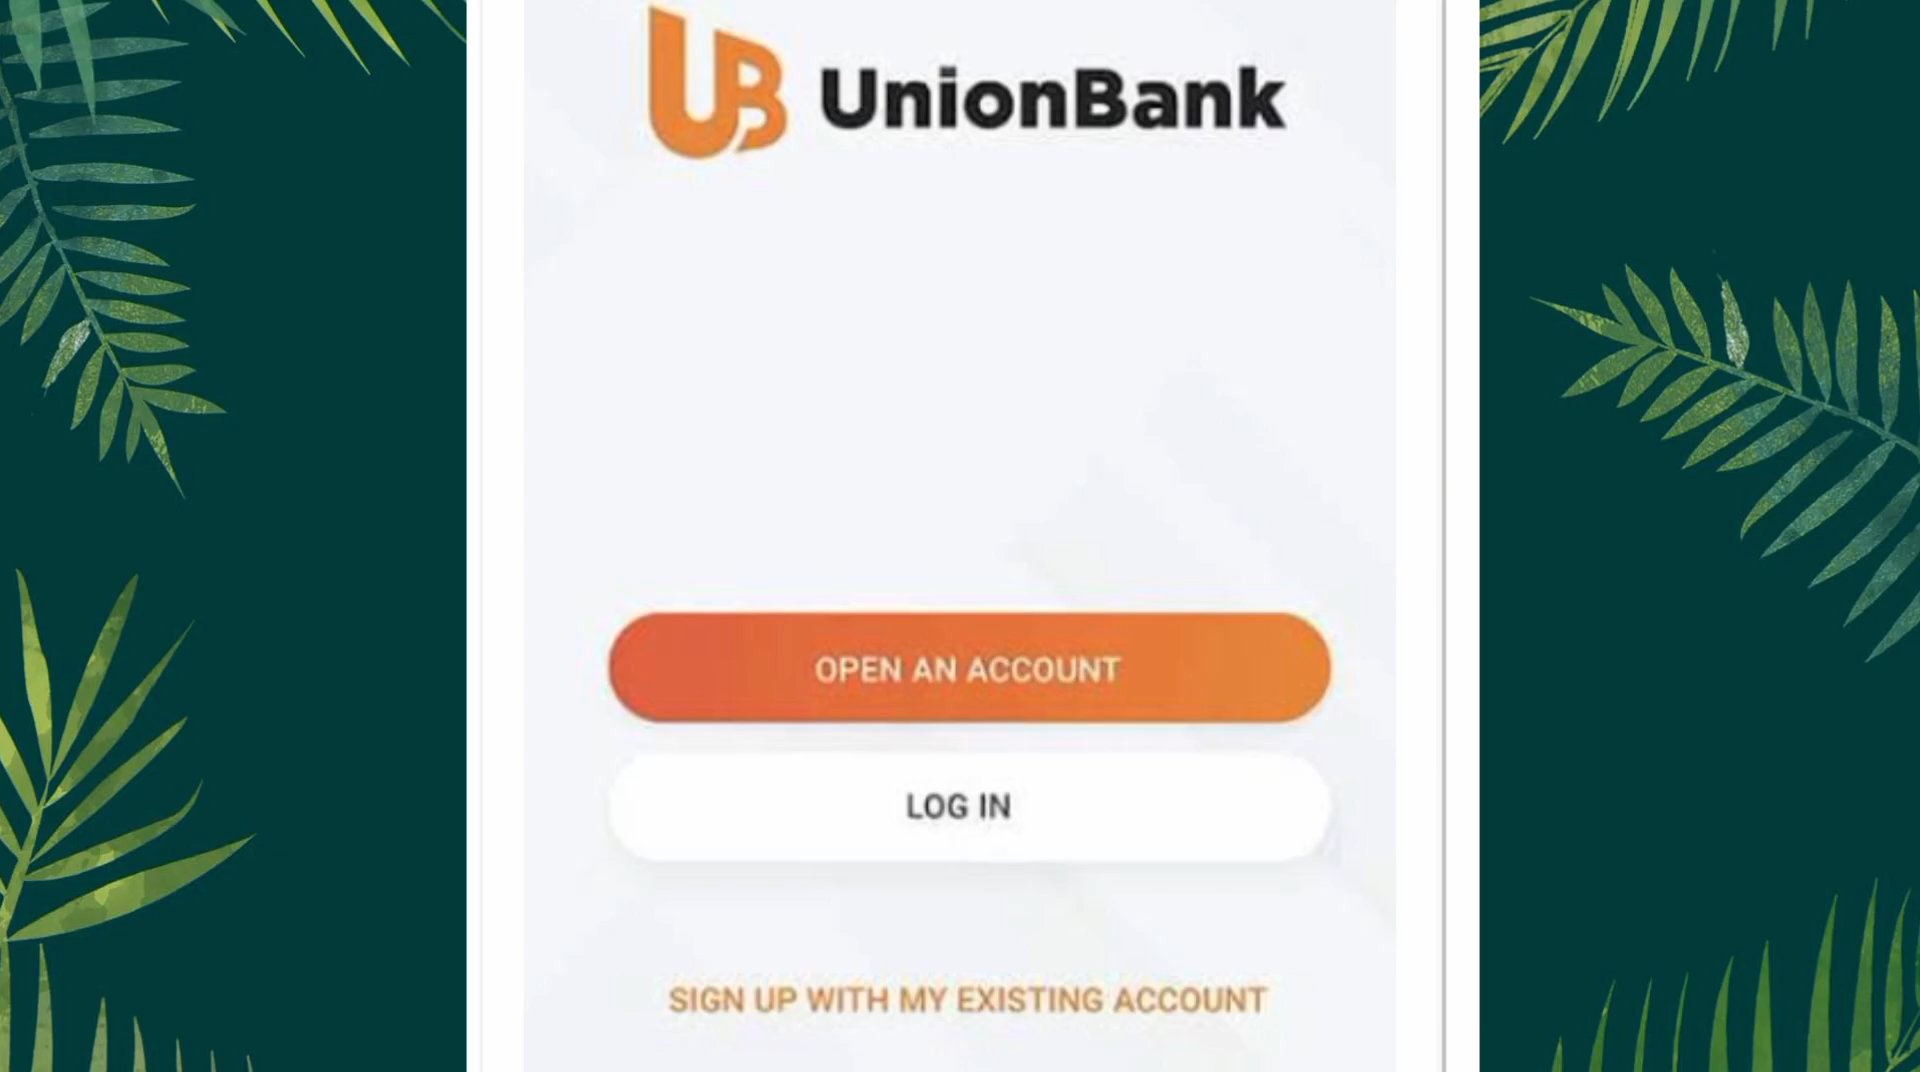 UB UnionBank
OPEN AN ACCOUNT
LOG IN
SIGN UP WITH MY EXISTING ACCOUNT